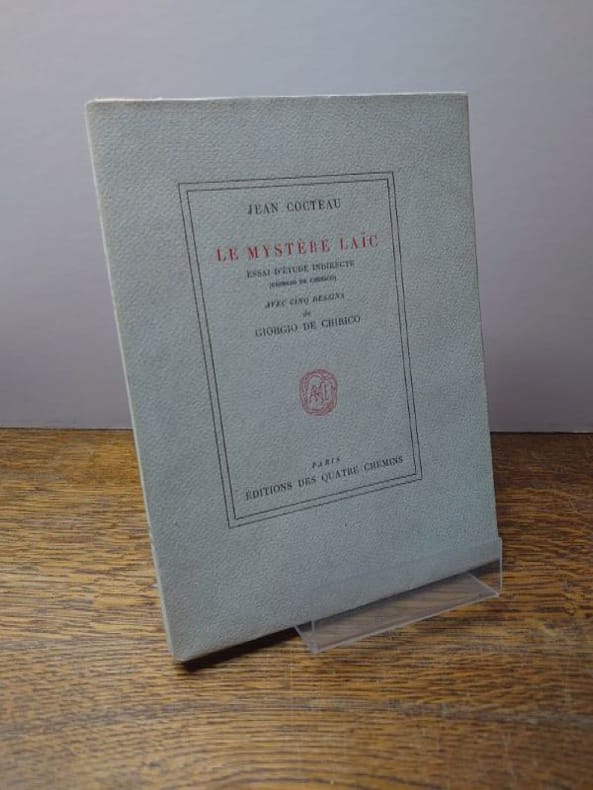 JEAN COCTEAU
LE MYSTÈRE LAÏC
ESSAI D'ÉTUDE INDIRECTE
(GIORGIO DE CHIRICO)
AVEC CINQ DESSINS
de
GIORGIO DE CHIRICO
PARIS
ÉDITIONS DES QUATRE CHEMINS